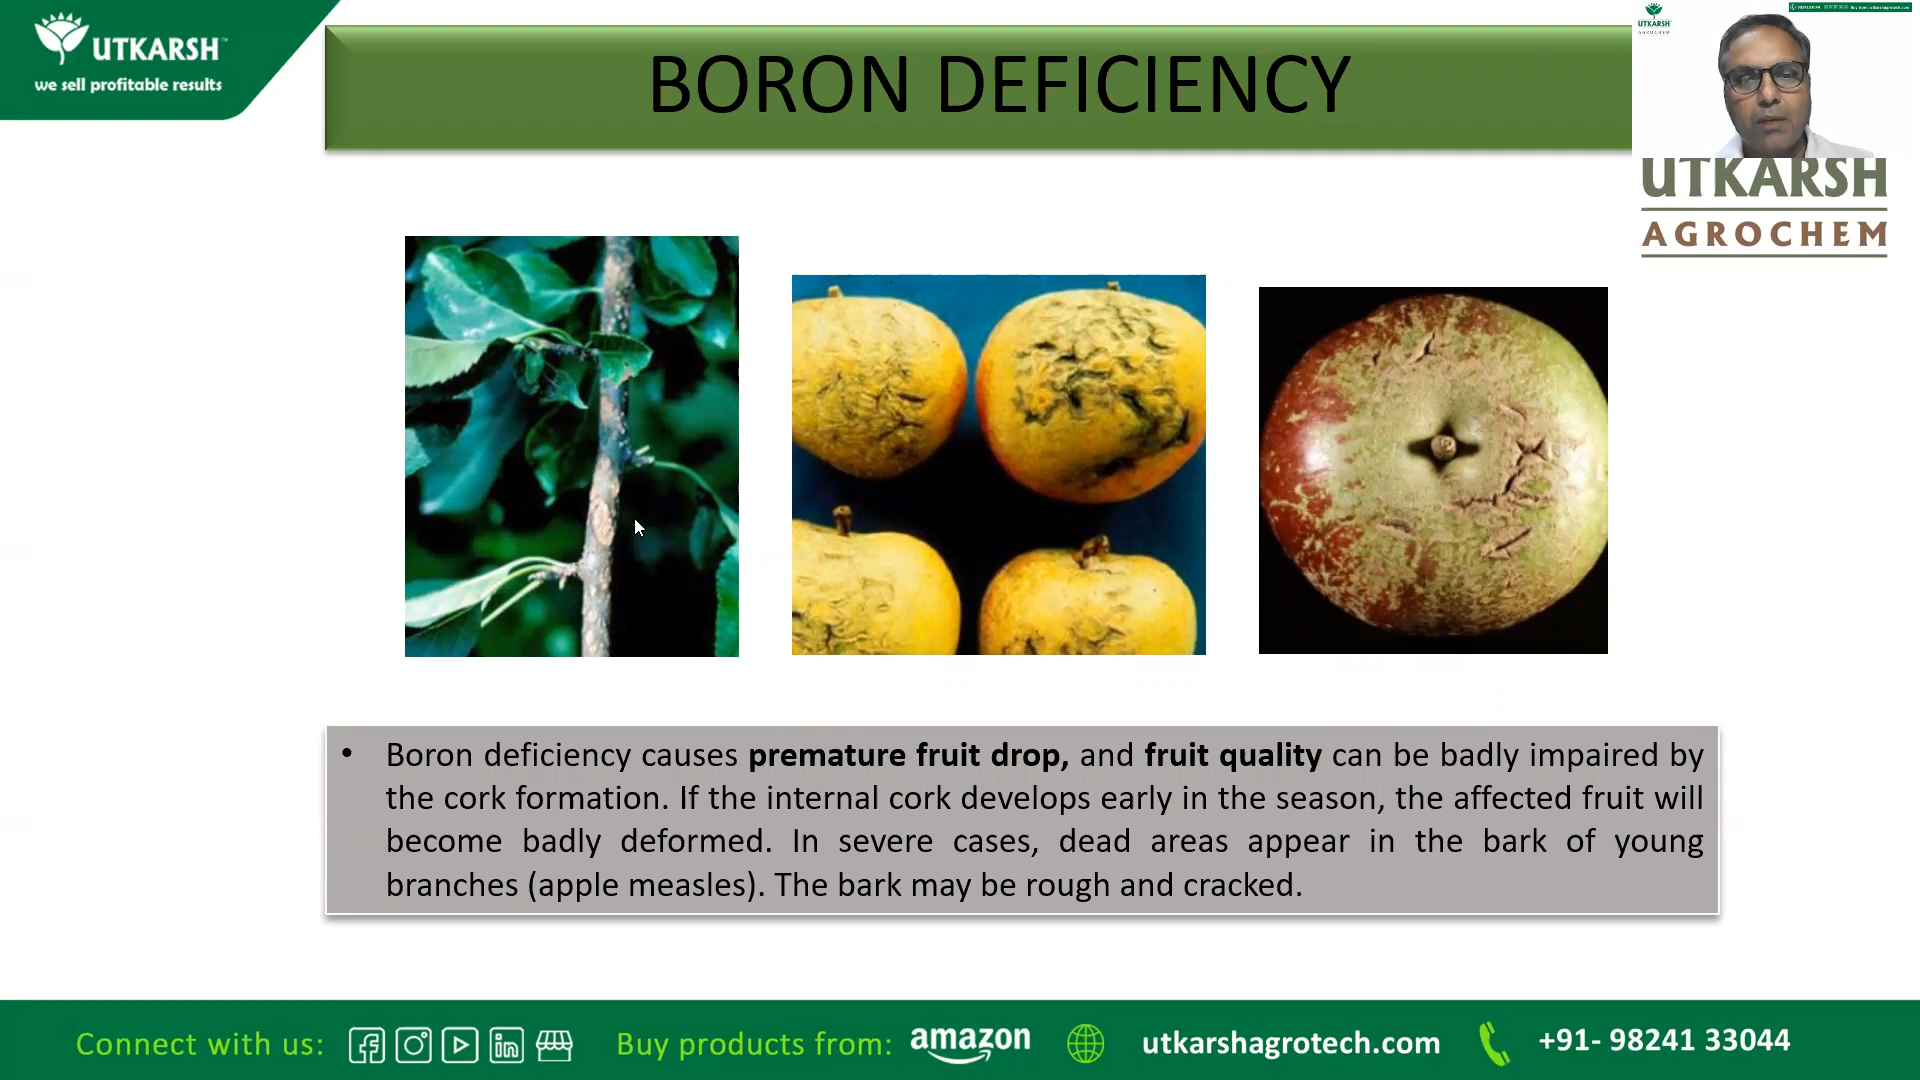 UTKARSH
we sell profitable results
BORON DEFICIENCY
UTKARSH
AGROCHEM
UTKARSH
AGROCHEM
• Boron deficiency causes premature fruit drop, and fruit quality can be badly impaired by
the cork formation. If the internal cork develops early in the season, the affected fruit will
become badly deformed. In severe cases, dead areas appear in the bark of young
branches (apple measles). The bark may be rough and cracked.
Connect with us: Buy products from: amazon utkarshagrotech.com +91- 98241 33044